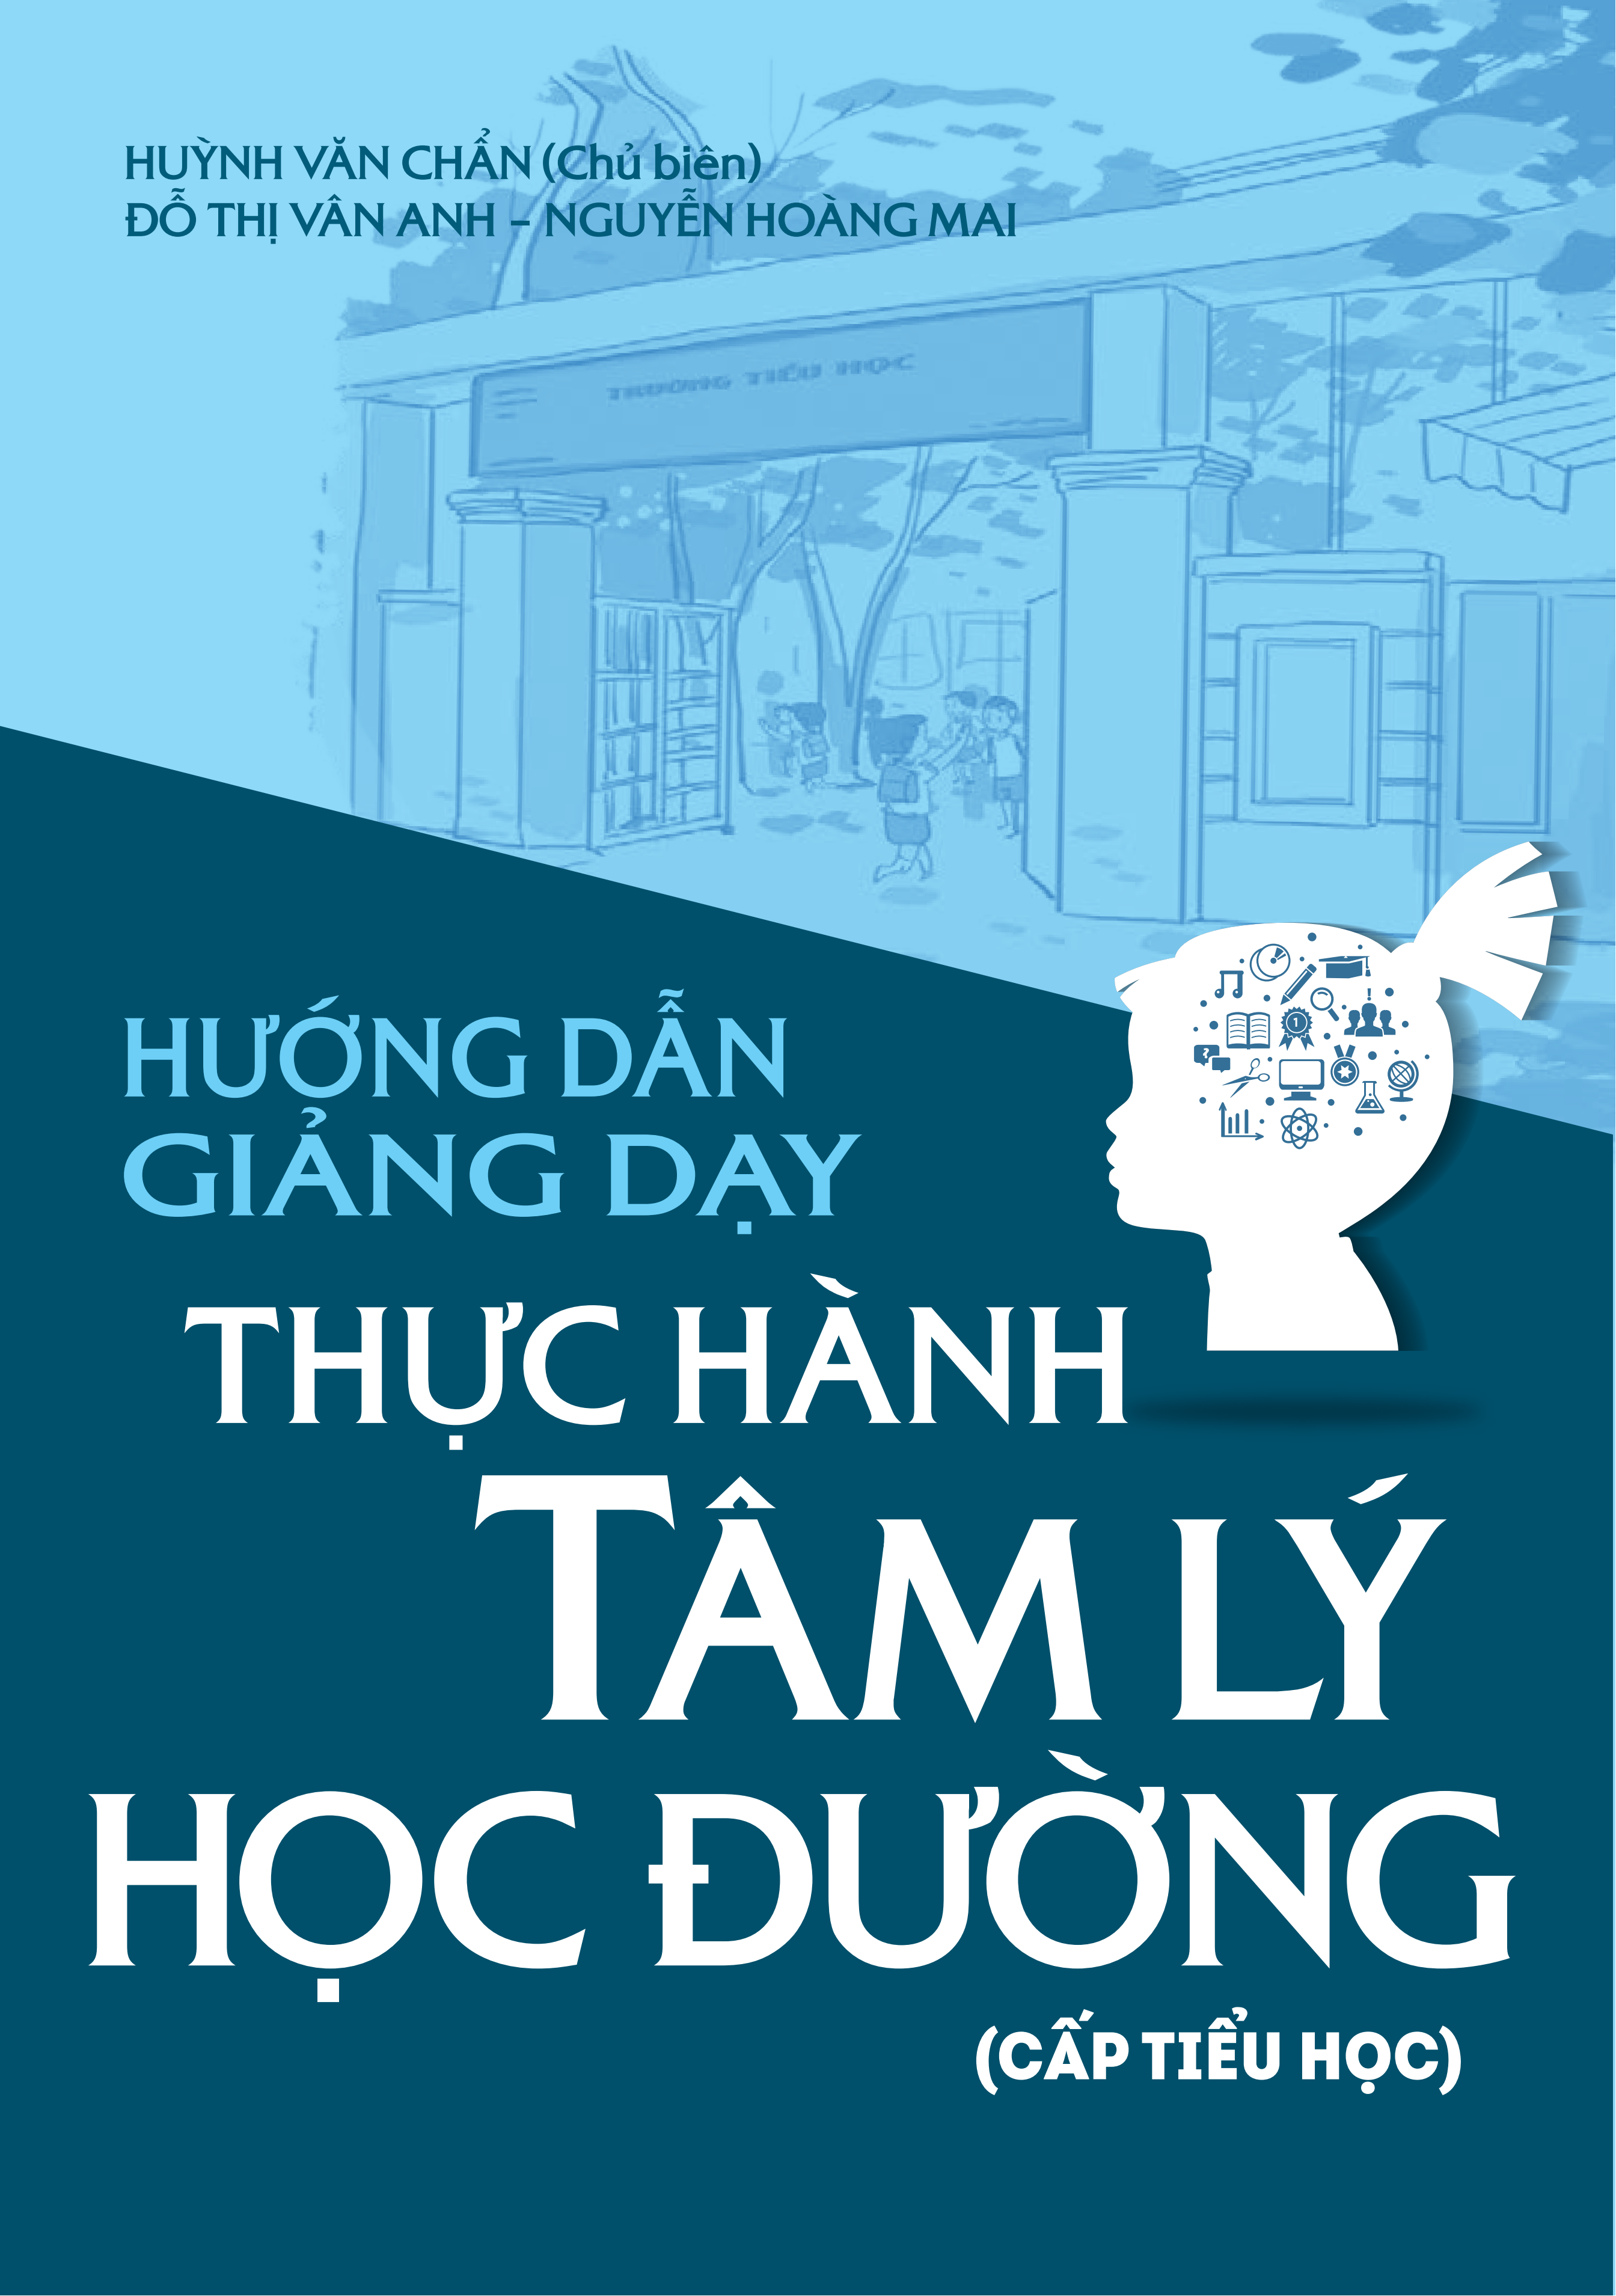 HUỲNH VĂN CHẨN (Chủ biên)
ĐỖ THỊ VÂN ANH – NGUYỄN HOÀNG MAI
TRƯỜNG TIỂU HỌC
HƯỚNG DẪN
GIẢNG DẠY
THỰC HÀNH
TÂM LÝ
HỌC ĐƯỜNG
(CẤP TIỂU HỌC)